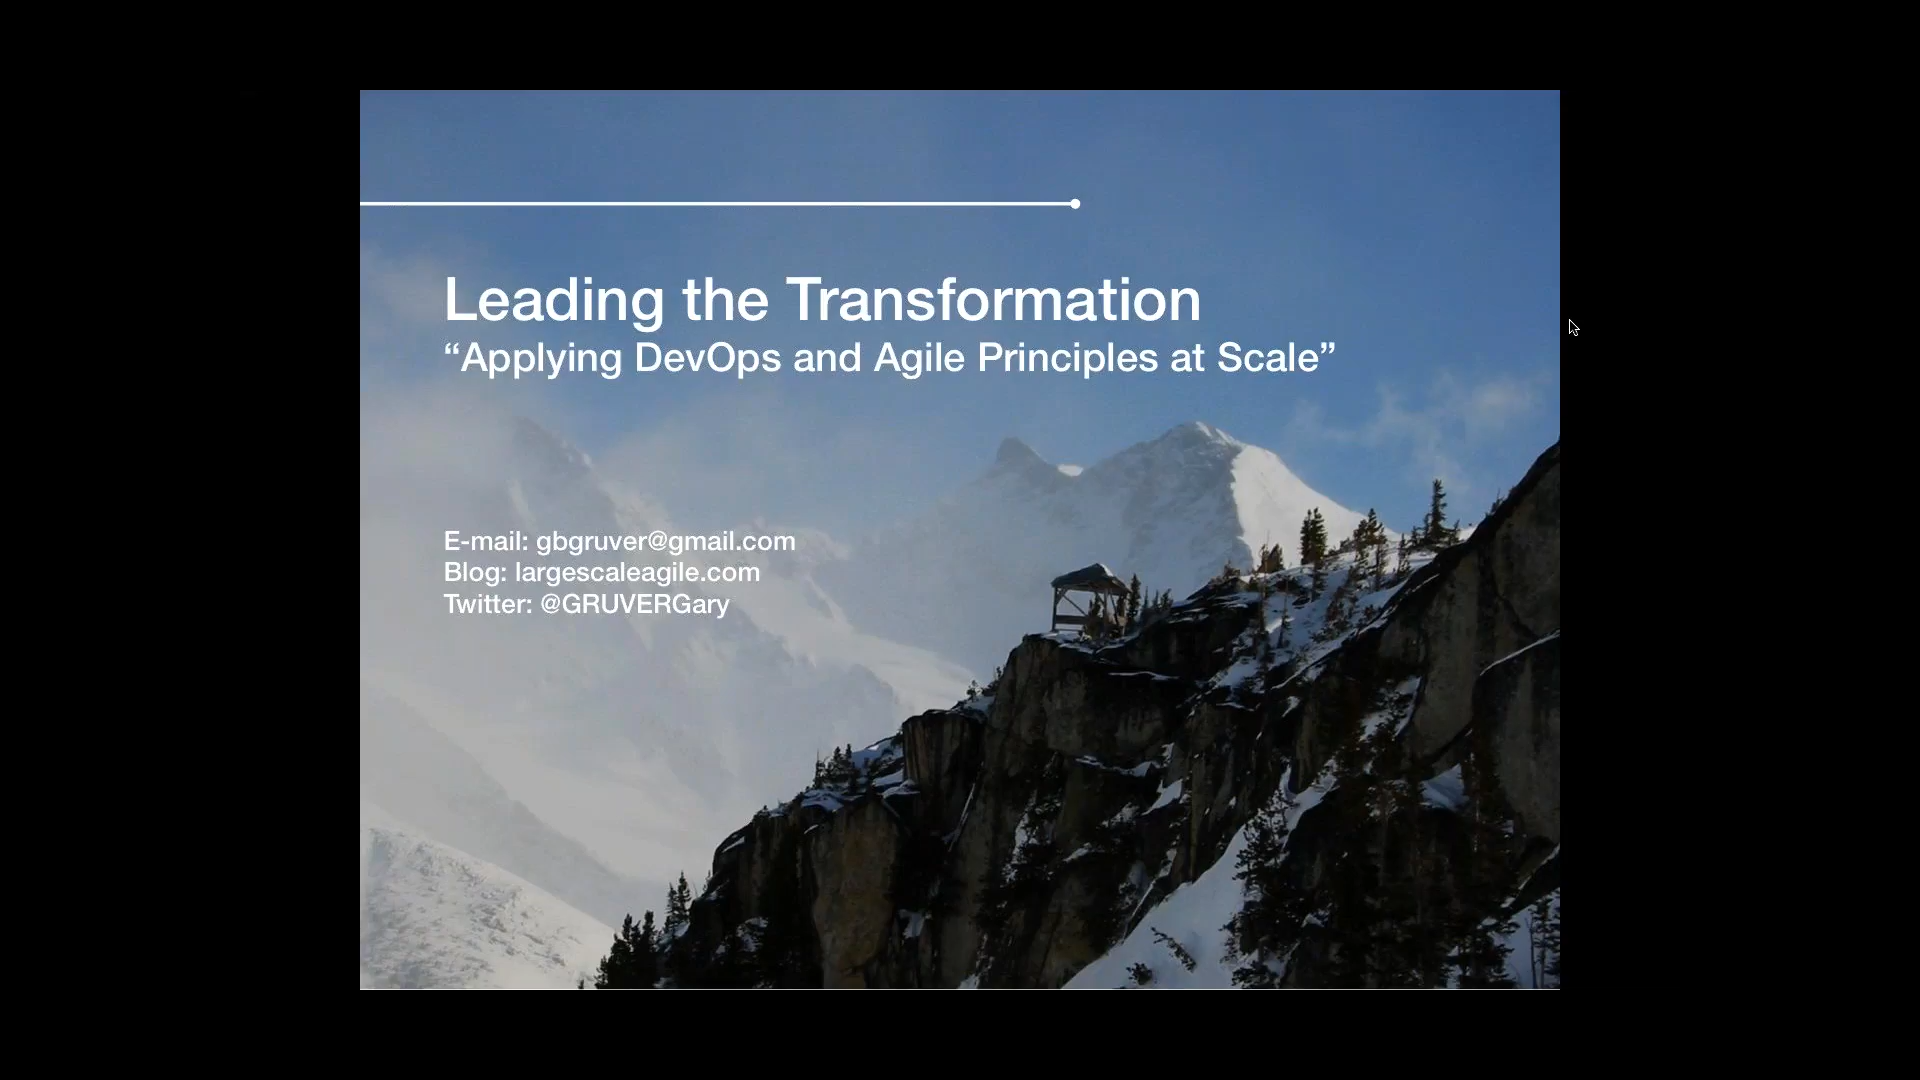 Leading the Transformation
“Applying DevOps and Agile Principles at Scale”
E-mail: gbgruver@gmail.com
Blog: largescaleagile.com
Twitter: @GRUVERGary